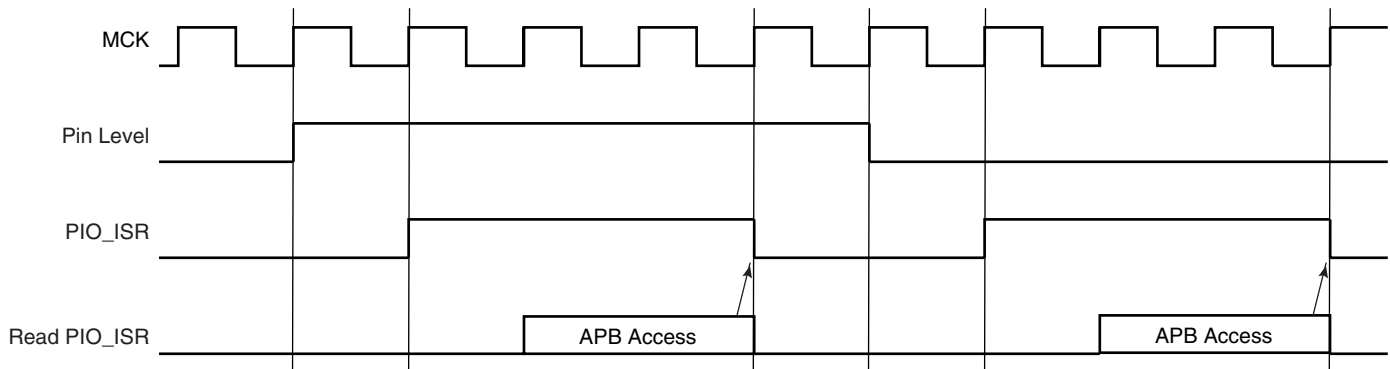 MCK
Pin Level
PIO_ISR
Read PIO_ISR
APB Access
APB Access